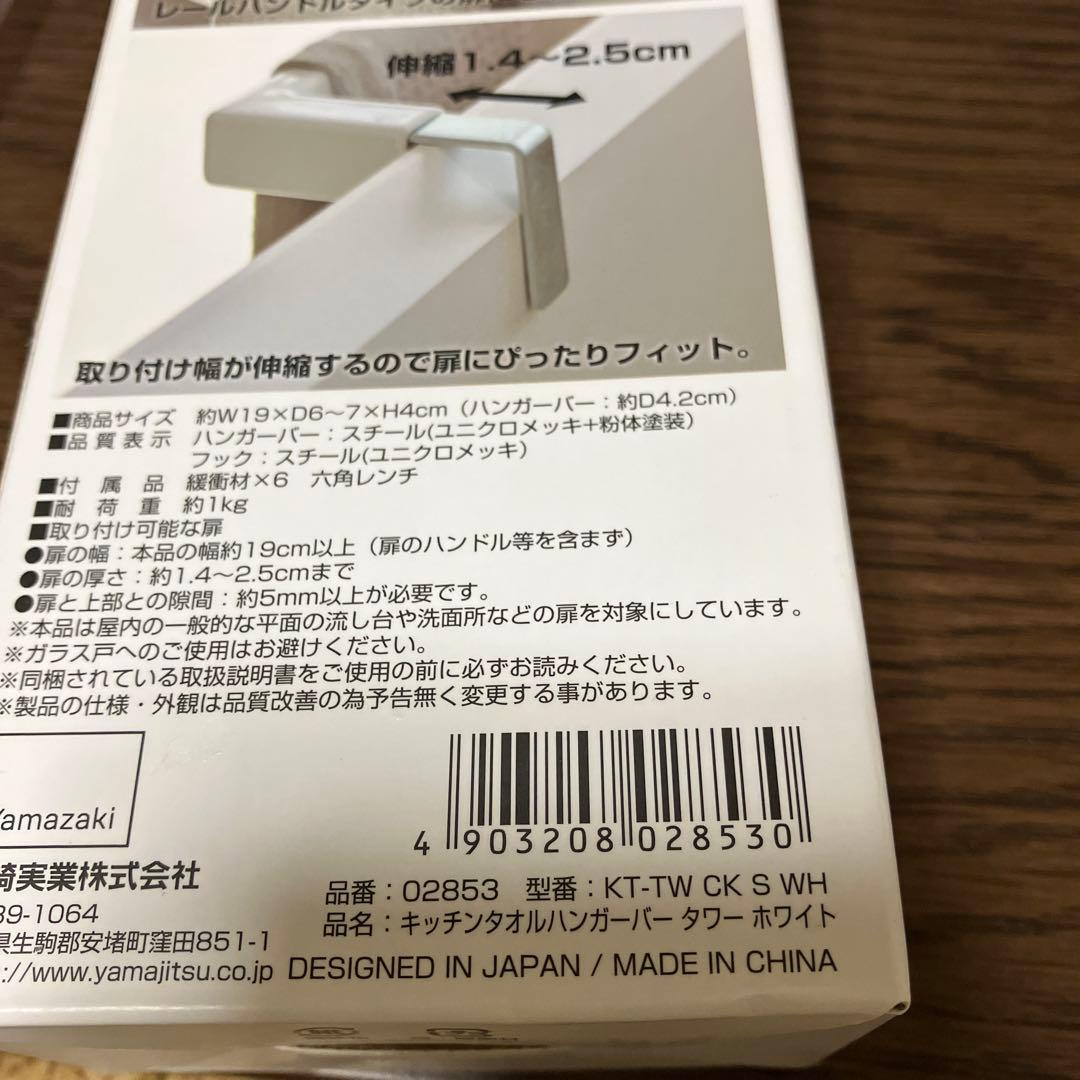 レールハンドルタイプの
伸縮1.4～2.5cm
取り付け幅が伸縮するので扉にぴったりフィット。
■商品サイズ 約W19×D6～7×H4cm（ハンガーバー：約D4.2cm）
■品質表示 ハンガーバー：スチール(ユニクロメッキ+粉体塗装)
フック：スチール(ユニクロメッキ)
■付属品 緩衝材×6 六角レンチ
■耐荷重 約1kg
■取り付け可能な扉
●扉の幅：本品の幅約19cm以上（扉のハンドル等を含まず）
●扉の厚さ：約1.4～2.5cmまで
●扉と上部との隙間：約5mm以上が必要です。
※本品は屋内の一般的な平面の流し台や洗面所などの扉を対象にしています。
※ガラス戸へのご使用はお避けください。
※同梱されている取扱説明書をご使用の前に必ずお読みください。
※製品の仕様・外観は品質改善の為予告無く変更する事があります。
Yamazaki
崎実業株式会社
39-1064
県生駒郡安堵町窪田851-1
://www.yamajitsu.co.jp
4 903208 028530
品番：02853 型番：KT-TW CK S WH
品名：キッチンタオルハンガーバー タワー ホワイト
DESIGNED IN JAPAN / MADE IN CHINA